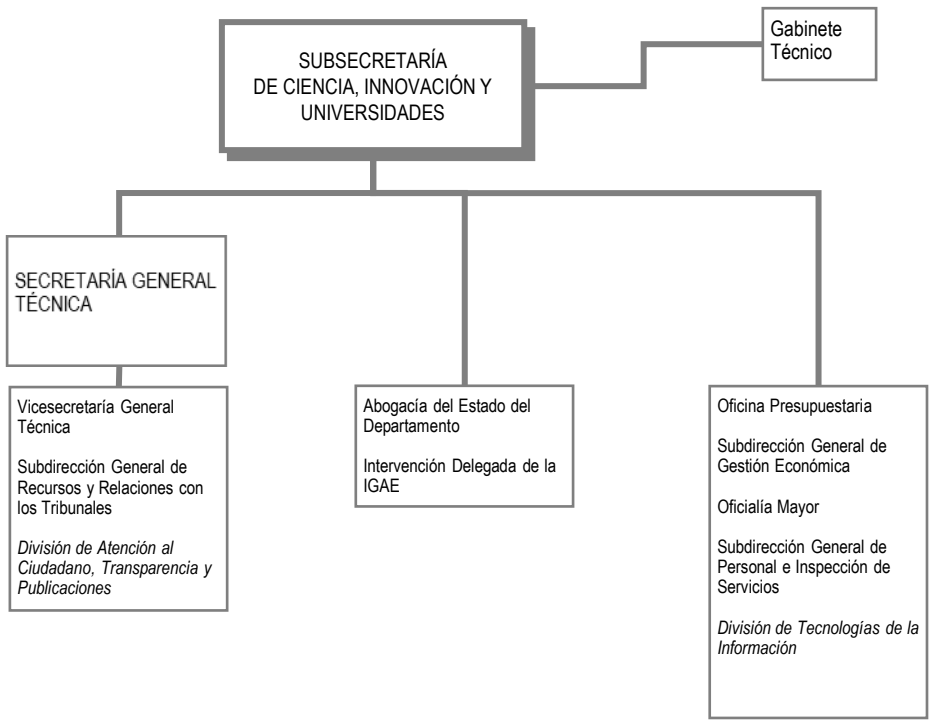 SUBSECRETARÍA
DE CIENCIA, INNOVACIÓN Y
UNIVERSIDADES
Gabinete
Técnico
SECRETARÍA GENERAL
TÉCNICA
Vicesecretaría General
Técnica
Subdirección General de
Recursos y Relaciones con
los Tribunales
División de Atención al
Ciudadano, Transparencia y
Publicaciones
Abogacía del Estado del
Departamento
Intervención Delegada de la
IGAE
Oficina Presupuestaria
Subdirección General de
Gestión Económica
Oficialía Mayor
Subdirección General de
Personal e Inspección de
Servicios
División de Tecnologías de la
Información